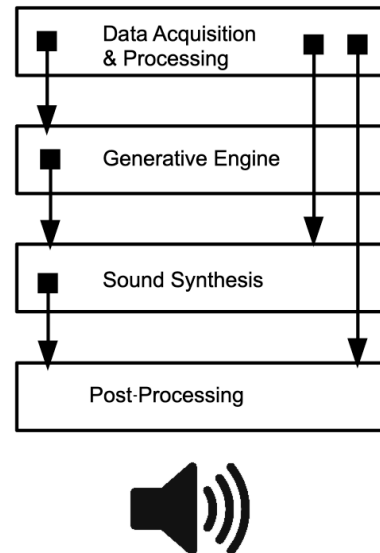 Data Acquisition
& Processing
Generative Engine
Sound Synthesis
Post-Processing